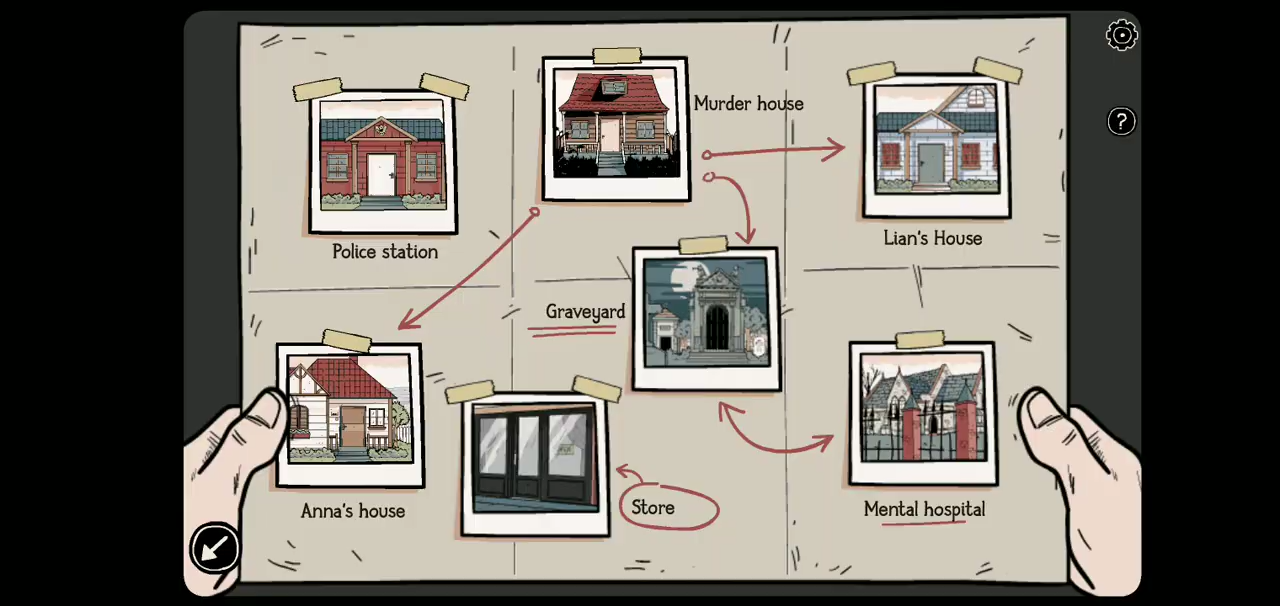 Murder house
Police station
Lian's House
Graveyard
Anna's house
Store
Mental hospital
?